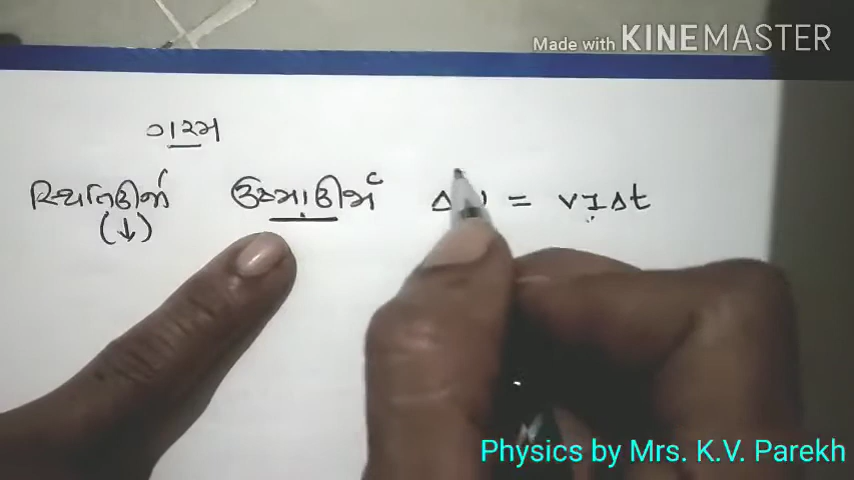 Made with KINEMASTER
ગરમ
સ્થિતિઊર્જા ઉષ્માઊર્જા Δ = VIΔt
(↓)
Physics by Mrs. K.V. Parekh